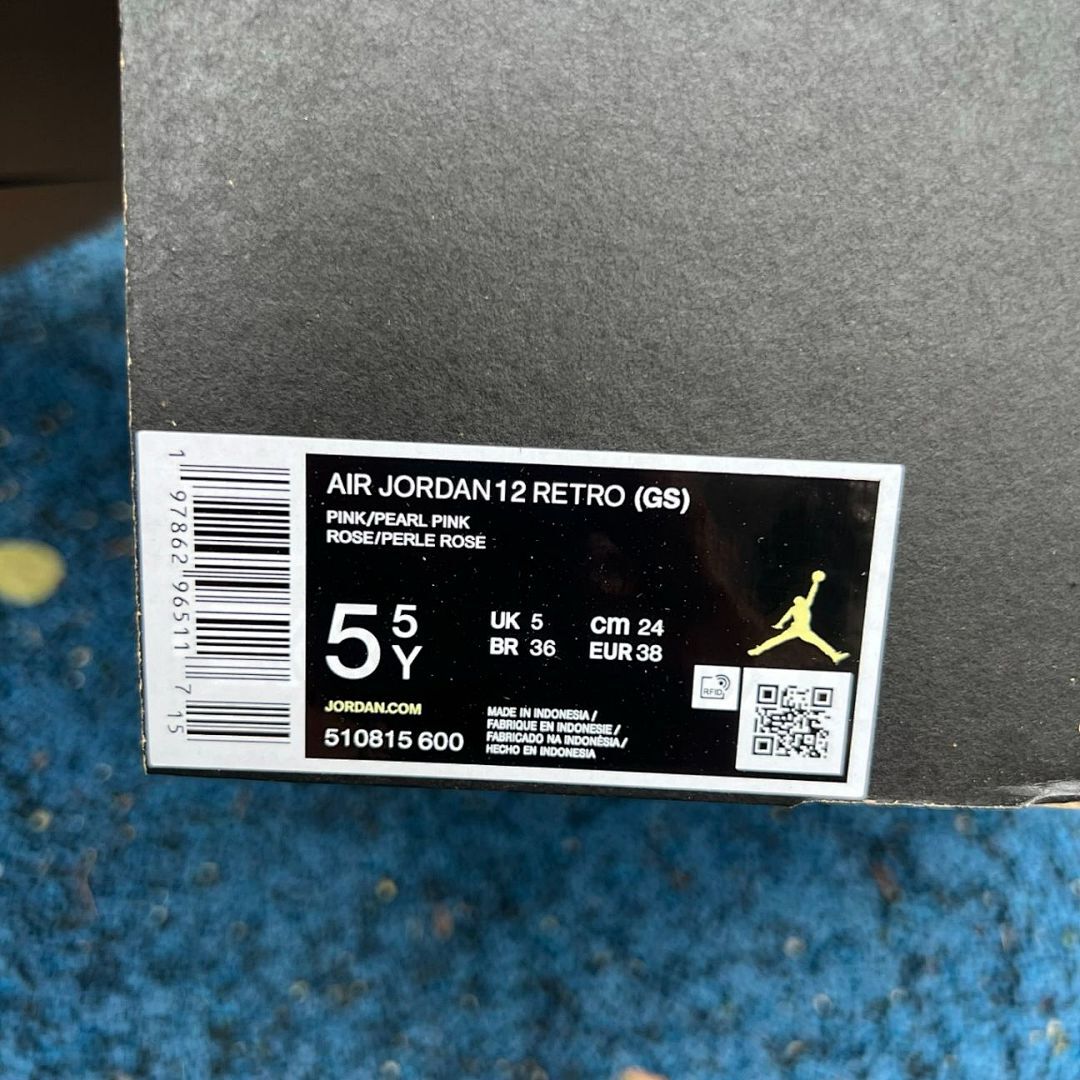 1 97862 96511 7 15
AIR JORDAN 12 RETRO (GS)
PINK/PEARL PINK
ROSE/PERLE ROSE
5 5 Y
UK 5
CM 24
BR 36
EUR 38
JORDAN.COM
510815 600
MADE IN INDONESIA /
FABRIQUE EN INDONESIE /
FABRICADO NA INDONÉSIA /
HECHO EN INDONESIA
RFID